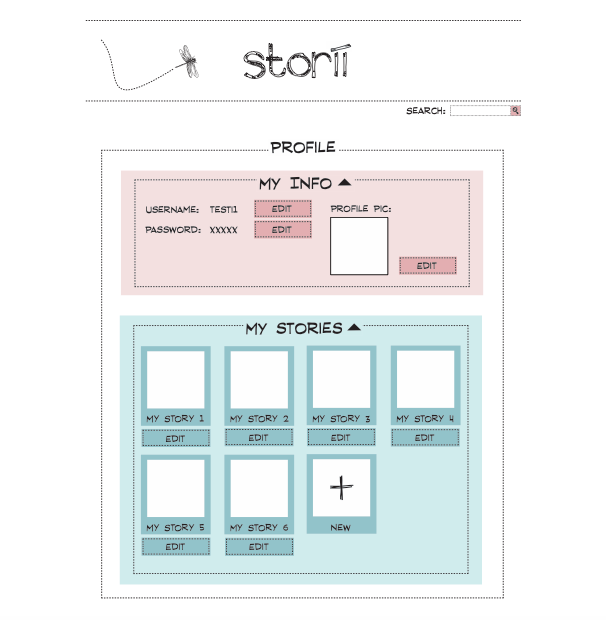 storii
SEARCH:
PROFILE
MY INFO
USERNAME: TEST11 EDIT PROFILE PIC:
PASSWORD: XXXXX EDIT
EDIT
MY STORIES
MY STORY 1 MY STORY 2 MY STORY 3 MY STORY 4
EDIT EDIT EDIT EDIT
MY STORY 5 MY STORY 6 NEW
EDIT EDIT